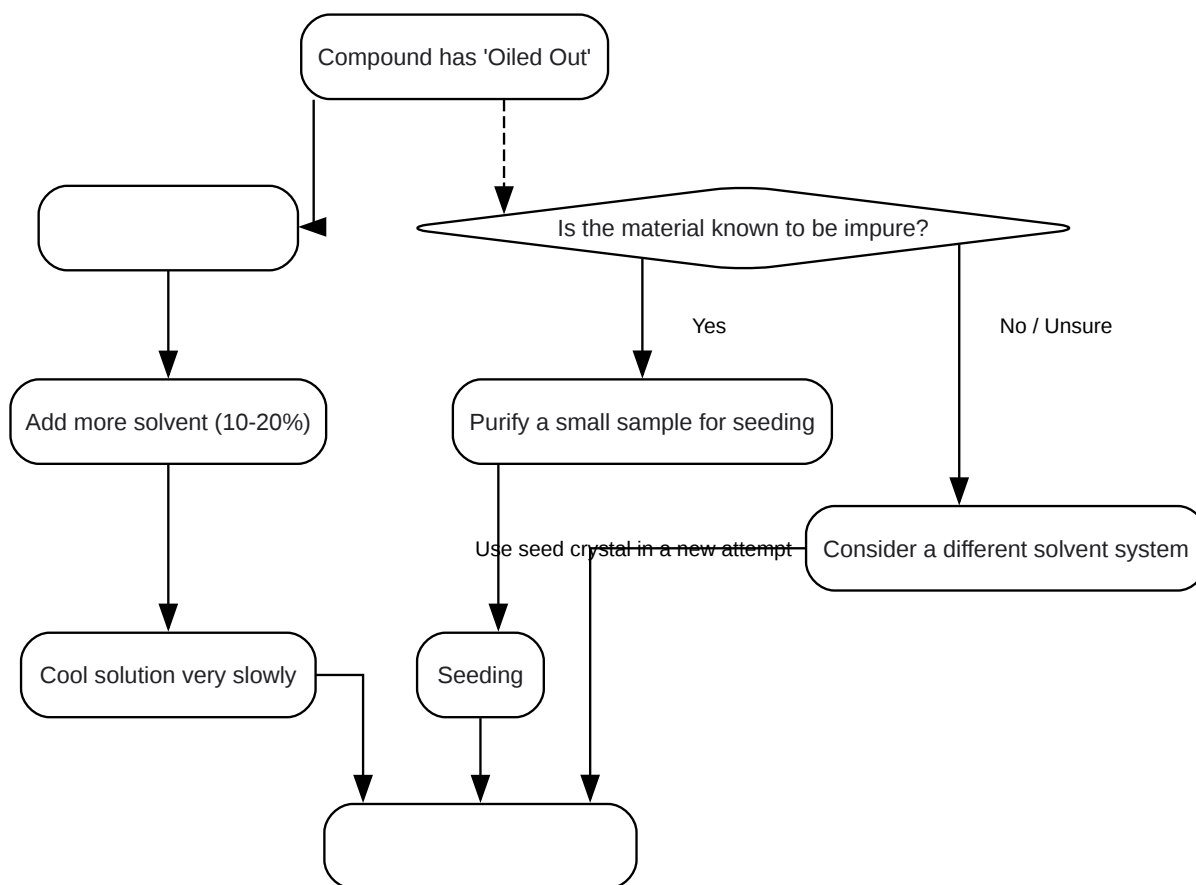 Compound has 'Oiled Out'
Is the material known to be impure?
Yes
No / Unsure
Add more solvent (10-20%)
Purify a small sample for seeding
Use seed crystal in a new attempt
Consider a different solvent system
Cool solution very slowly
Seeding